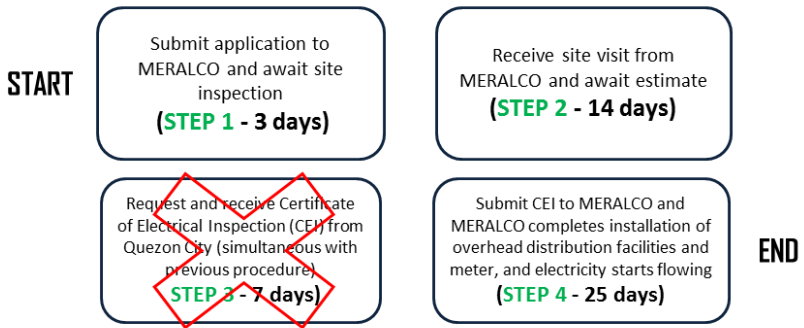 START
Submit application to
MERALCO and await site
inspection
(STEP 1 - 3 days)
Receive site visit from
MERALCO and await estimate
(STEP 2 - 14 days)
Request and receive Certificate
of Electrical Inspection (CEI) from
Quezon City (simultaneous with
previous procedure)
STEP 3 - 7 days)
Submit CEI to MERALCO and
MERALCO completes installation of
overhead distribution facilities and
meter, and electricity starts flowing
(STEP 4 - 25 days)
END